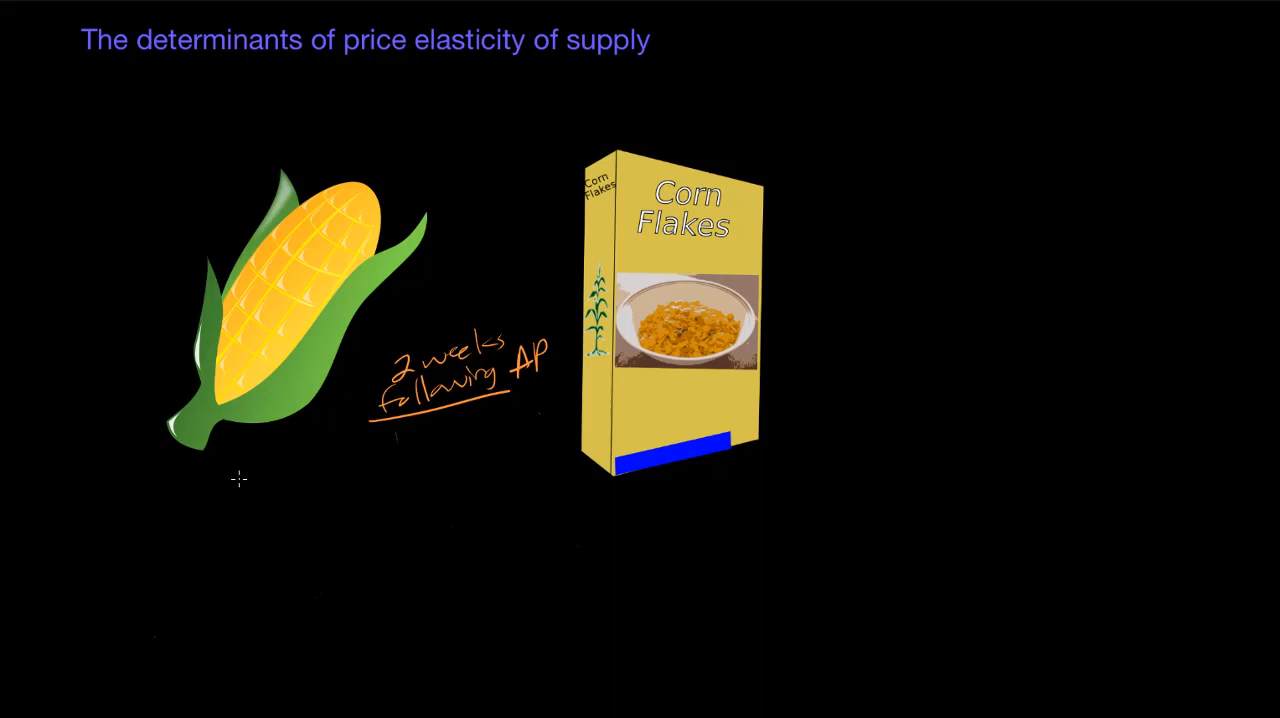 The determinants of price elasticity of supply
Corn
Flakes
Corn
Flakes
2 weeks
following ΔP